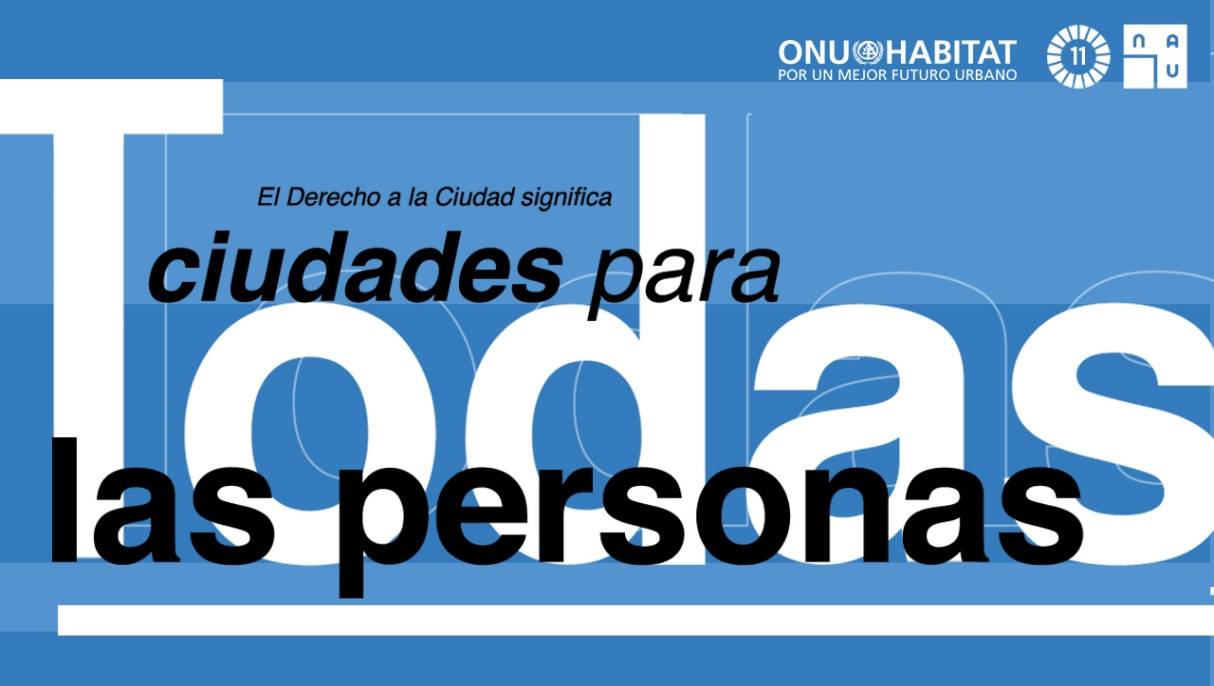 ONU HABITAT
POR UN MEJOR FUTURO URBANO
11
N A
U
El Derecho a la Ciudad significa
ciudades para
Todas
las personas